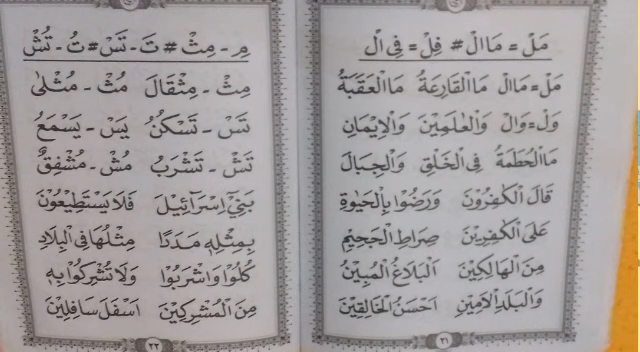 مَلْ = مَاالْ # فِلْ = فِى الْ
مَلْ = مَاالْ مَاالْقَارِعَةُ مَاالْعَقَبَةُ
وَلْ = وَالْ وَالْعٰلَمِيْنَ وَالْاِيْمَانِ
مَاالْحُطَمَةُ فِى الْخَلْقِ وَالْجِبَالَ
قَالَ الْكٰفِرُوْنَ وَرَضُوْا بِالْحَيٰوةِ
عَلَى الْكٰفِرِيْنَ صِرَاطِ الْجَحِيْمِ
مِنَ الْهَالِكِيْنَ اَلْبَلَاغُ الْمُبِيْنُ
وَالْبَلَدِ الْاَمِيْنِ اَحْسَنُ الْخَالِقِيْنَ
٢١
مِ - مِثْ # تَ - تَسْ # تُ - تُشْ
مِثْ - مِثْقَالَ مُثْ - مُثْلٰى
تَسْ - تَسْكُنُ يَسْ - يَسْمَعُ
تَشْ - تَشْرَبُ مُشْ - مُشْفِقٌ
بَنِيْٓ اِسْرَآئِيْلَ فَلَا يَسْتَطِيْعُوْنَ
بِمِثْلِهٖ مَدَدًا مِثْلُهَا فِى الْبِلَادِ
كُلُوْا وَاشْرَبُوْا وَلَا تُشْرِكُوْا بِهٖ
مِنَ الْمُشْرِكِيْنَ اَسْفَلَ سَافِلِيْنَ
٢٢